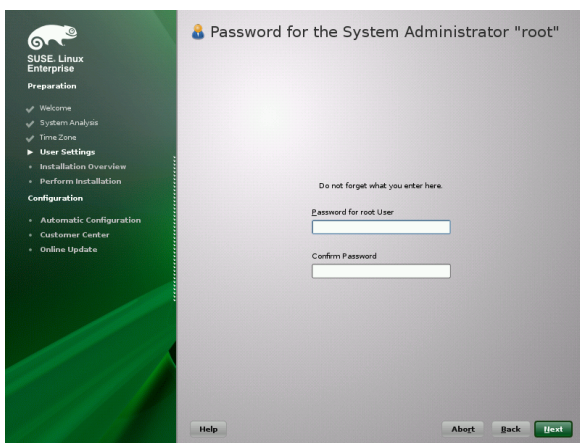 SUSE. Linux
Enterprise
Preparation
Welcome
System Analysis
Time Zone
User Settings
Installation Overview
Perform Installation
Configuration
Automatic Configuration
Customer Center
Online Update
Password for the System Administrator "root"
Do not forget what you enter here.
Password for root User
Confirm Password
Help
Abort
Back
Next